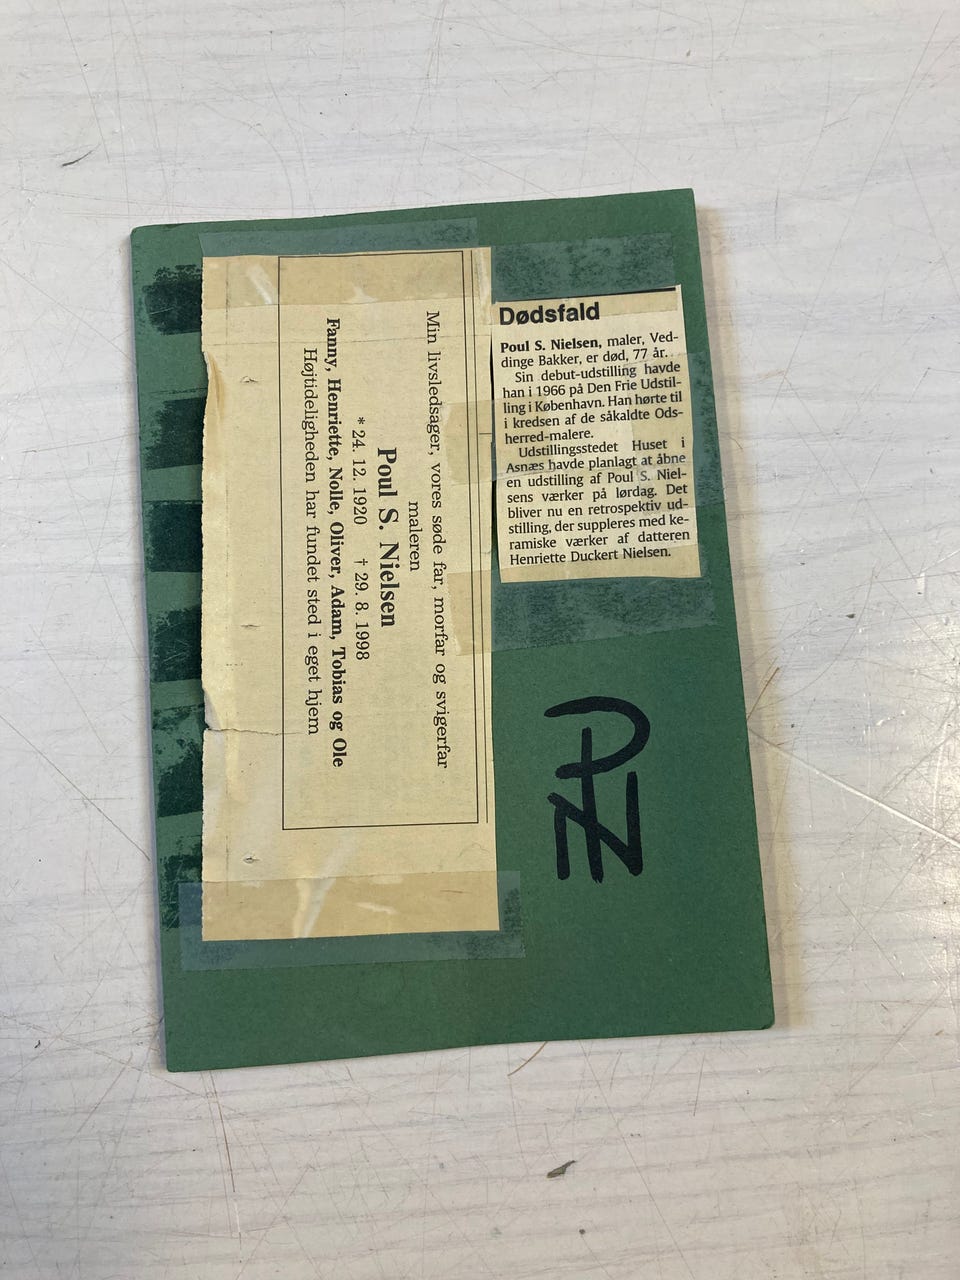 Min livsledsager, vores søde far, morfar og svigerfar
maleren
Poul S. Nielsen
* 24. 12. 1920 † 29. 8. 1998
Fanny, Henriette, Nolle, Oliver, Adam, Tobias og Ole
Højtideligheden har fundet sted i eget hjem
Dødsfald
Poul S. Nielsen, maler, Ved-
dinge Bakker, er død, 77 år.
Sin debut-udstilling havde
han i 1966 på Den Frie Udstil-
ling i København. Han hørte til
i kredsen af de såkaldte Ods-
herred-malere.
Udstillingsstedet Huset i
Asnæs havde planlagt at åbne
en udstilling af Poul S. Niel-
sens værker på lørdag. Det
bliver nu en retrospektiv ud-
stilling, der suppleres med ke-
ramiske værker af datteren
Henriette Duckert Nielsen.